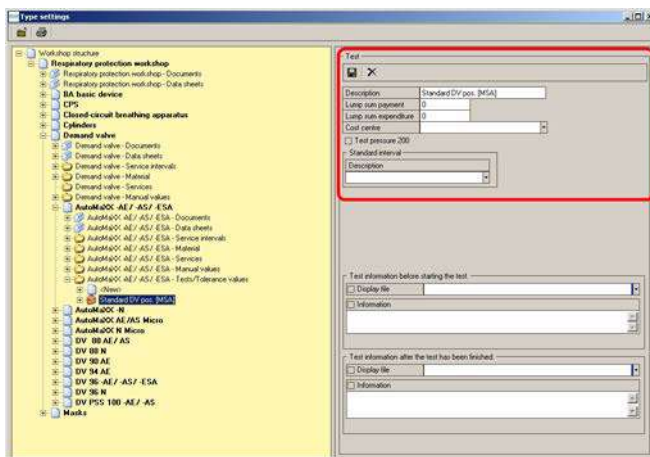 Type settings
Workshop structure
Respiratory protection workshop
Respiratory protection workshop - Documents
Respiratory protection workshop - Data sheets
BA basic device
CPS
Closed-circuit breathing apparatus
Cylinders
Demand valve
Demand valve - Documents
Demand valve - Data sheets
Demand valve - Service intervals
Demand valve - Material
Demand valve - Services
Demand valve - Manual values
AutoMaXX -AE/ -AS/ -ESA
AutoMaXX -AE/ -AS/ -ESA - Documents
AutoMaXX -AE/ -AS/ -ESA - Data sheets
AutoMaXX -AE/ -AS/ -ESA - Service intervals
AutoMaXX -AE/ -AS/ -ESA - Material
AutoMaXX -AE/ -AS/ -ESA - Services
AutoMaXX -AE/ -AS/ -ESA - Manual values
AutoMaXX -AE/ -AS/ -ESA - Tests/Tolerance values
<New>
Standard DV pos. [MSA]
AutoMaXX -N
AutoMaXX AE/AS Micro
AutoMaXX N Micro
DV 88 AE/ AS
DV 88 N
DV 90 AE
DV 94 AE
DV 96 -AE/ -AS/ -ESA
DV 96 N
DV PSS 100 -AE/ -AS
Masks
Test
Description Standard DV pos. [MSA]
Lump sum payment 0
Lump sum expenditure 0
Cost centre
Test pressure 200
Standard interval
Description
Test information before starting the test.
Display file
Information
Test information after the test has been finished.
Display file
Information